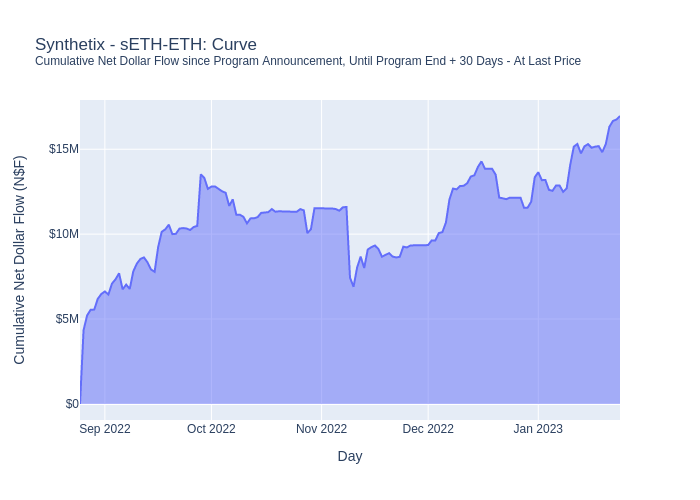 Synthetix - sETH-ETH: Curve
Cumulative Net Dollar Flow since Program Announcement, Until Program End + 30 Days - At Last Price
Cumulative Net Dollar Flow (N$F)
$15M
$10M
$5M
$0
Sep 2022
Oct 2022
Nov 2022
Dec 2022
Jan 2023
Day